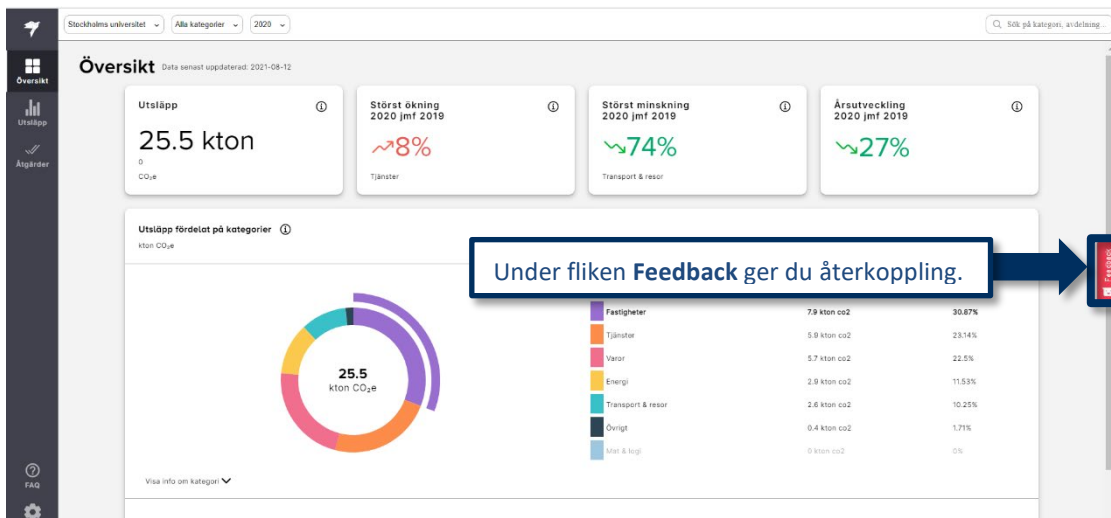 Stockholms universitet
Alla kategorier
2020
Sök på kategori, avdelning..
Översikt
Utsläpp
Åtgärder
FAQ
Översikt Data senast uppdaterad: 2021-08-12
Utsläpp
25.5 kton
0
CO₂e
Störst ökning
2020 jmf 2019
8%
Tjänster
Störst minskning
2020 jmf 2019
74%
Transport & resor
Årsutveckling
2020 jmf 2019
27%
Utsläpp fördelat på kategorier
kton CO₂e
Under fliken Feedback ger du återkoppling.
Feedback
25.5
kton CO₂e
Fastigheter 7.9 kton co2 30.87%
Tjänster 5.9 kton co2 23.14%
Varor 5.7 kton co2 22.5%
Energi 2.9 kton co2 11.53%
Transport & resor 2.6 kton co2 10.25%
Övrigt 0.4 kton co2 1.71%
Mat & logi 0 kton co2 0%
Visa info om kategori